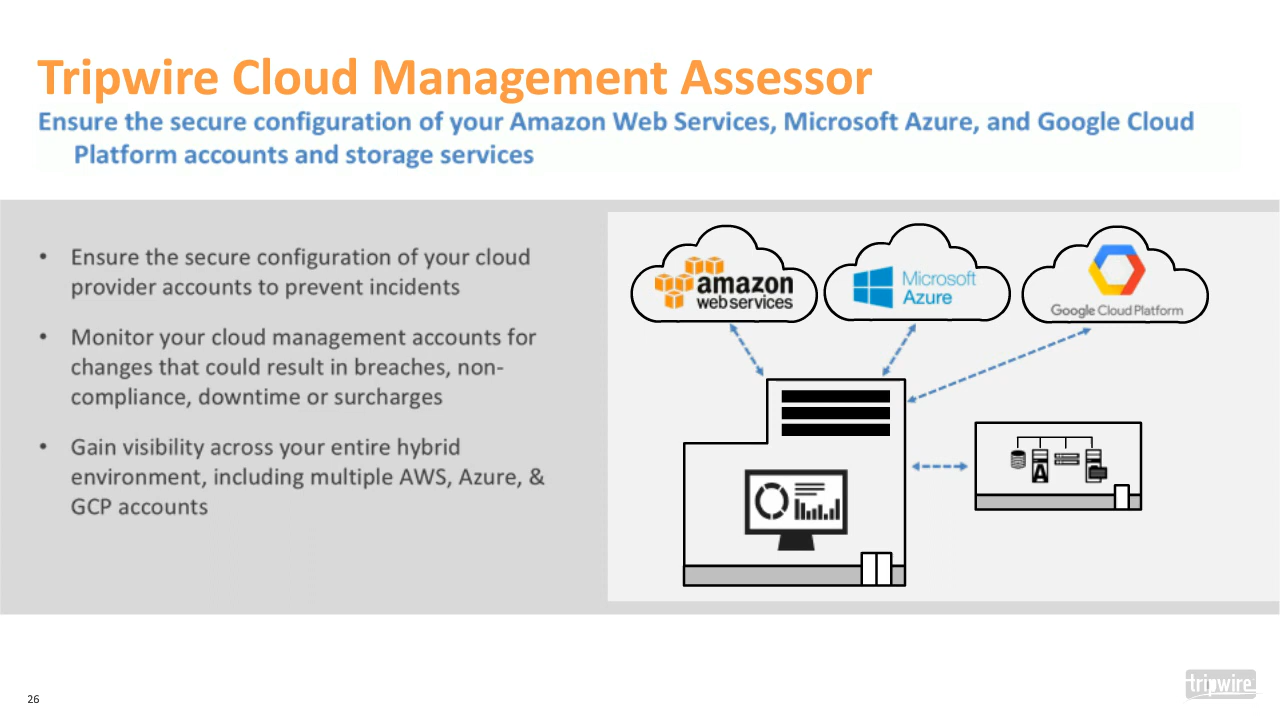 Tripwire Cloud Management Assessor
Ensure the secure configuration of your Amazon Web Services, Microsoft Azure, and Google Cloud
Platform accounts and storage services
• Ensure the secure configuration of your cloud
provider accounts to prevent incidents
• Monitor your cloud management accounts for
changes that could result in breaches, non-
compliance, downtime or surcharges
• Gain visibility across your entire hybrid
environment, including multiple AWS, Azure, &
GCP accounts
amazon
webservices
Microsoft
Azure
Google Cloud Platform
A
26
tripwire